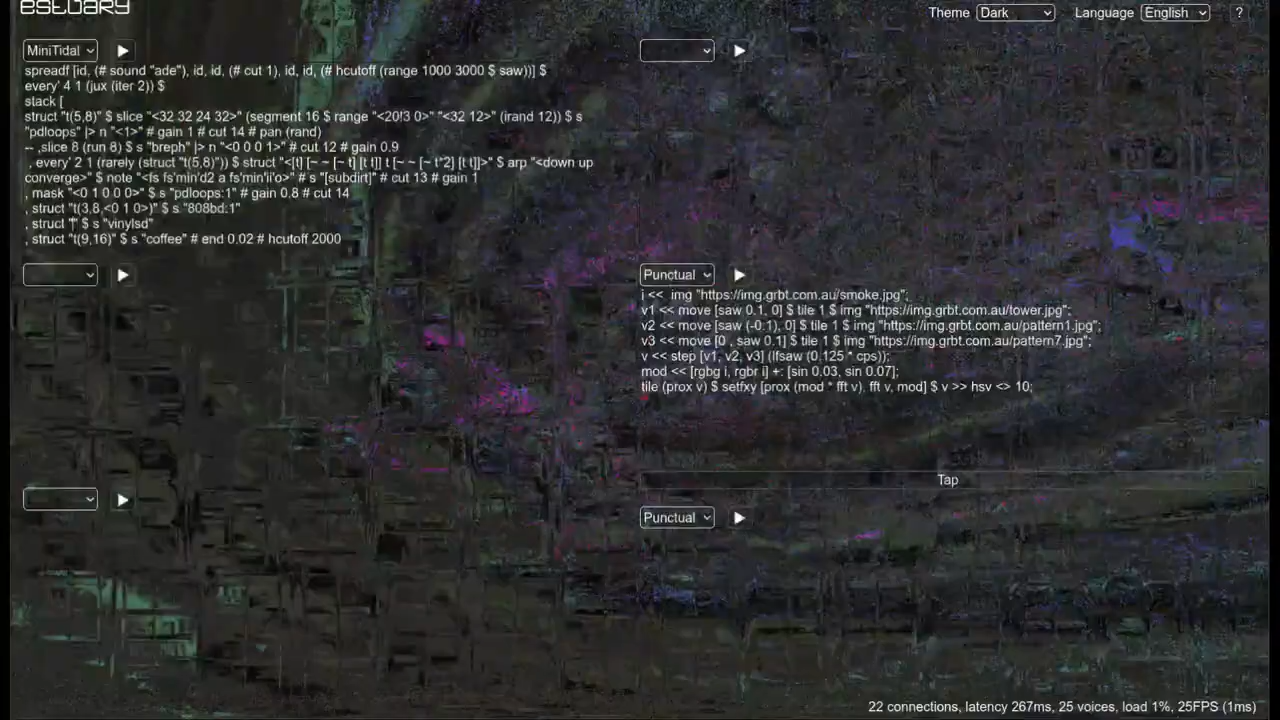 estuary
Theme Dark Language English ?
MiniTidal
spreadf [id, (# sound "ade"), id, id, (# cut 1), id, id, (# hcutoff (range 1000 3000 $ saw))] $
every' 4 1 (jux (iter 2)) $
stack [
struct "t(5,8)" $ slice "<32 32 24 32>" (segment 16 $ range "<20!3 0>" "<32 12>" (irand 12)) $ s
"pdloops" |> n "<1>" # gain 1 # cut 14 # pan (rand)
-- ,slice 8 (run 8) $ s "breph" |> n "<0 0 0 1>" # cut 12 # gain 0.9
, every' 2 1 (rarely (struct "t(5,8)")) $ struct "<[t] [~ ~ [~ t] [t t]] t [~ ~ [~ t*2] [t t]]>" $ arp "<down up
converge>" $ note "<fs fs'min'd2 a fs'min'ii'o>" # s "[subdirt]" # cut 13 # gain 1
, mask "<0 1 0 0 0>" $ s "pdloops:1" # gain 0.8 # cut 14
, struct "t(3,8,<0 1 0>)" $ s "808bd:1"
, struct "" $ s "vinylsd"
, struct "t(9,16)" $ s "coffee" # end 0.02 # hcutoff 2000
Punctual
i << img "https://img.grbt.com.au/smoke.jpg";
v1 << move [saw 0.1, 0] $ tile 1 $ img "https://img.grbt.com.au/tower.jpg";
v2 << move [saw (-0.1), 0] $ tile 1 $ img "https://img.grbt.com.au/pattern1.jpg";
v3 << move [0 , saw 0.1] $ tile 1 $ img "https://img.grbt.com.au/pattern7.jpg";
v << step [v1, v2, v3] (lfsaw (0.125 * cps));
mod << [rgbg i, rgbr i] +: [sin 0.03, sin 0.07];
tile (prox v) $ setfxy [prox (mod * fft v), fft v, mod] $ v >> hsv <> 10;
Tap
Punctual
22 connections, latency 267ms, 25 voices, load 1%, 25FPS (1ms)